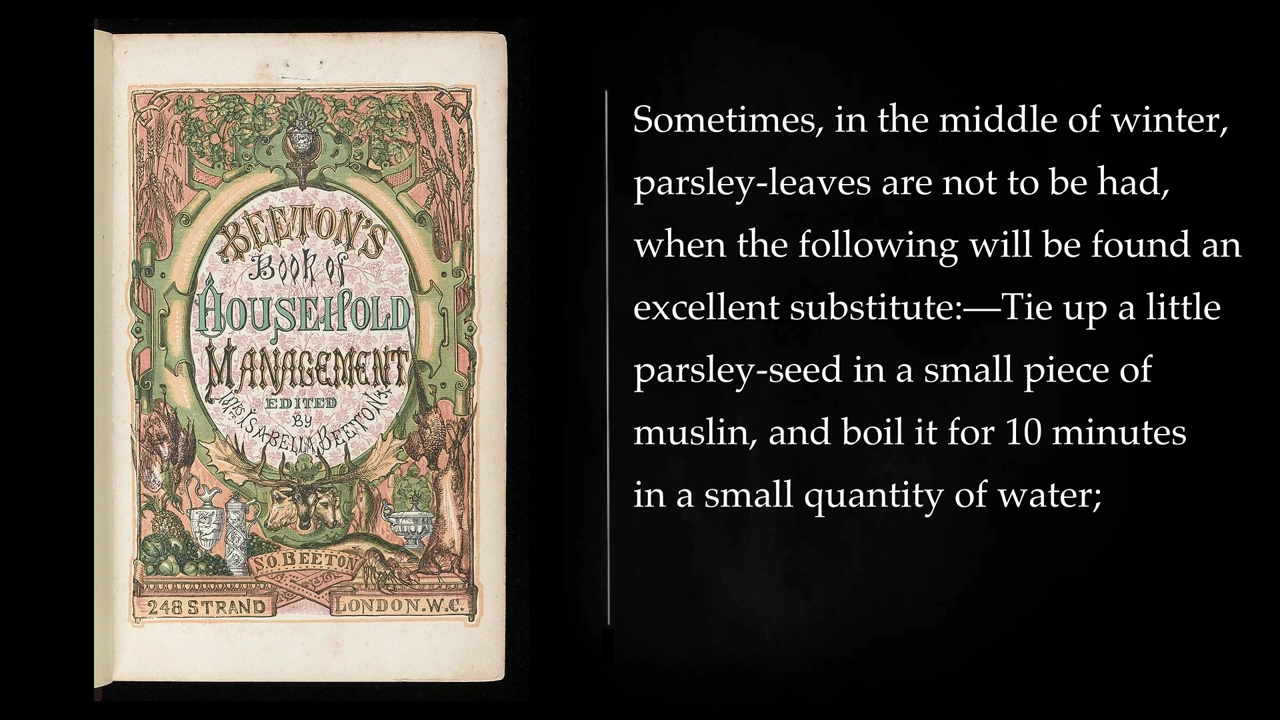 BEETON'S
Book of
HOUSEHOLD
MANAGEMENT
EDITED
By
MRS. ISABELLA BEETON.
S.O. BEETON
248 STRAND
LONDON. W.C.
Sometimes, in the middle of winter,
parsley-leaves are not to be had,
when the following will be found an
excellent substitute:—Tie up a little
parsley-seed in a small piece of
muslin, and boil it for 10 minutes
in a small quantity of water;